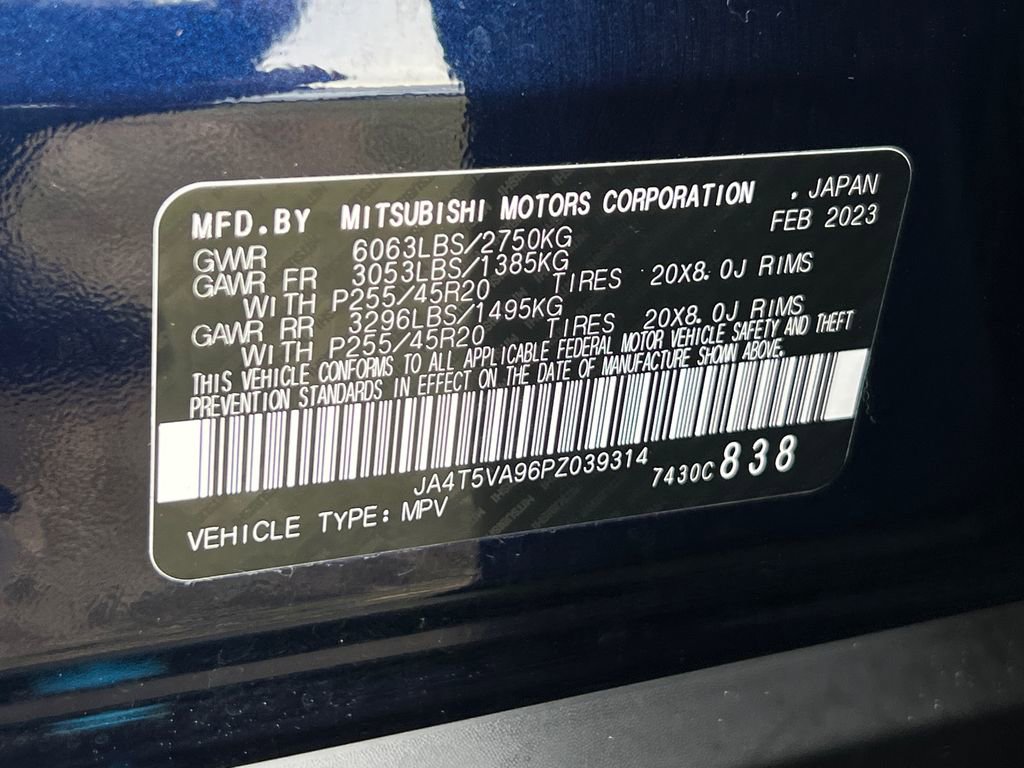 MFD.BY MITSUBISHI MOTORS CORPORATION , JAPAN
GVWR 6063LBS/2750KG FEB 2023
GAWR FR 3053LBS/1385KG
WITH P255/45R20 TIRES 20X8.0J RIMS
GAWR RR 3296LBS/1495KG
WITH P255/45R20 TIRES 20X8.0J RIMS
THIS VEHICLE CONFORMS TO ALL APPLICABLE FEDERAL MOTOR VEHICLE SAFETY AND THEFT
PREVENTION STANDARDS IN EFFECT ON THE DATE OF MANUFACTURE SHOWN ABOVE.
JA4T5VA96PZ039314 7430C 838
VEHICLE TYPE: MPV